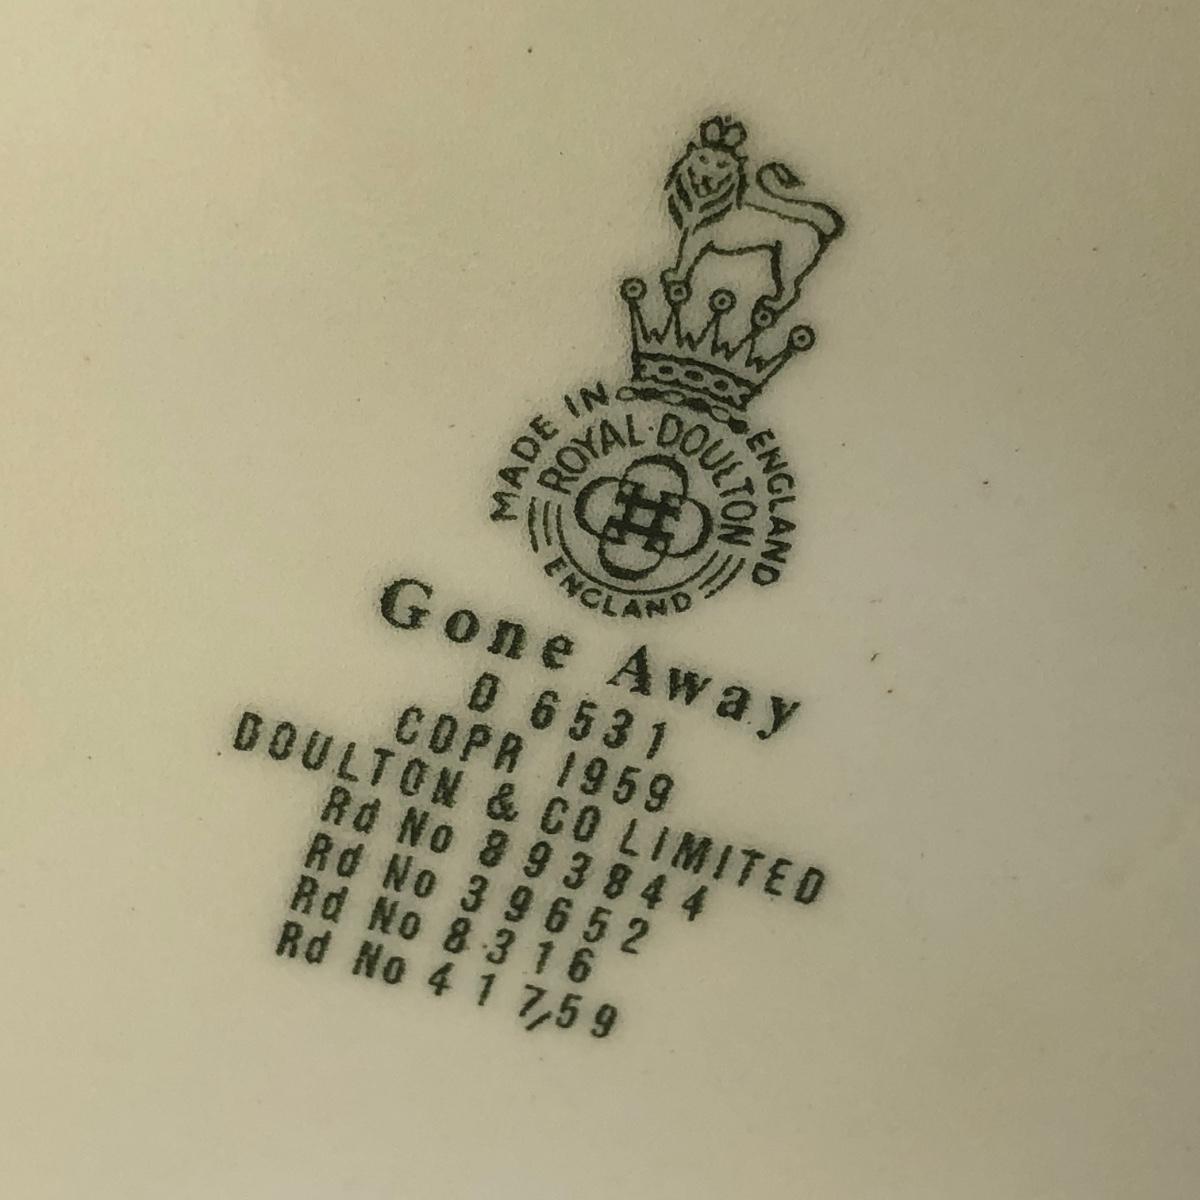 MADE IN ENGLAND
ROYAL·DOULTON
ENGLAND
Gone Away
D 6531
COPR 1959
DOULTON & CO LIMITED
Rd No 893844
Rd No 39652
Rd No 8316
Rd No 417/59